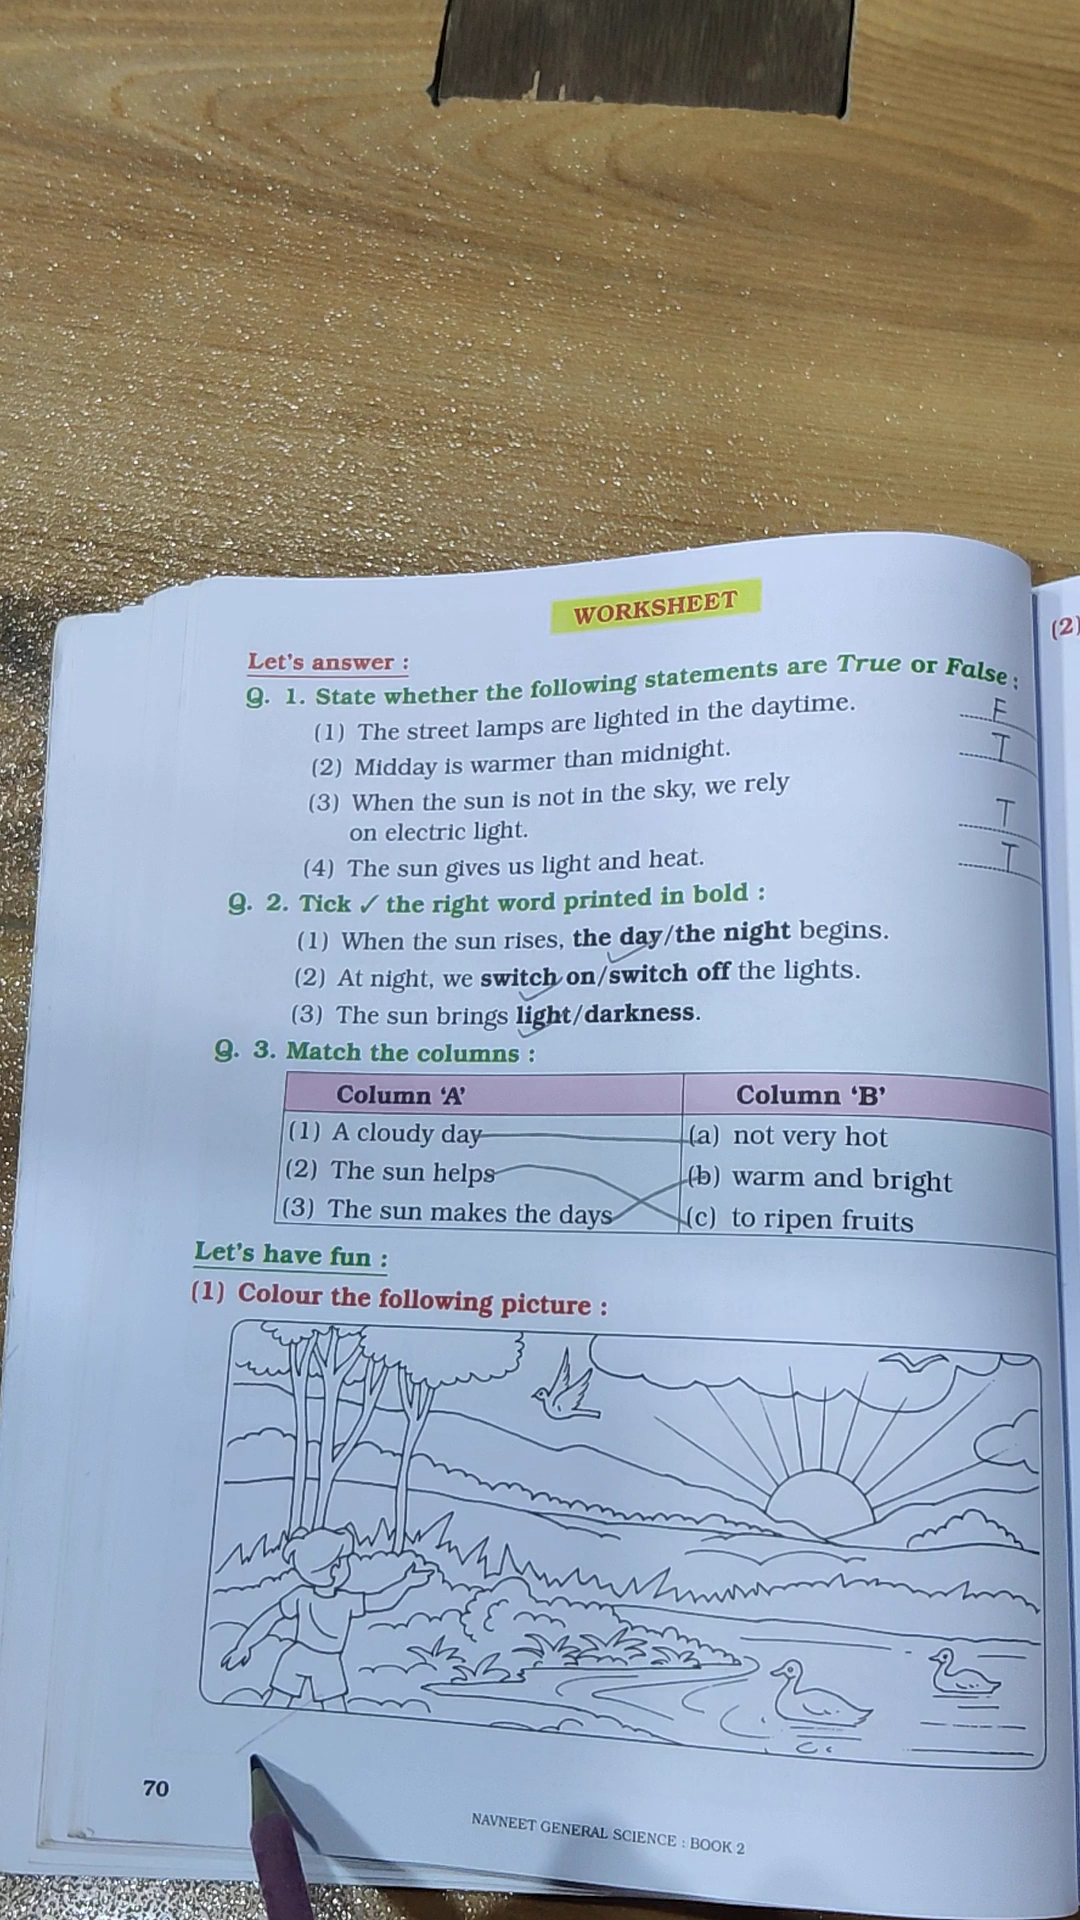 WORKSHEET
(2)
Let's answer :
Q. 1. State whether the following statements are True or False :
(1) The street lamps are lighted in the daytime. F
(2) Midday is warmer than midnight. T
(3) When the sun is not in the sky, we rely
on electric light. T
(4) The sun gives us light and heat. T
Q. 2. Tick ✓ the right word printed in bold :
(1) When the sun rises, the day/the night begins.
(2) At night, we switch on/switch off the lights.
(3) The sun brings light/darkness.
Q. 3. Match the columns :
Column 'A' Column 'B'
(1) A cloudy day (a) not very hot
(2) The sun helps (b) warm and bright
(3) The sun makes the days (c) to ripen fruits
Let's have fun :
(1) Colour the following picture :
70
NAVNEET GENERAL SCIENCE : BOOK 2